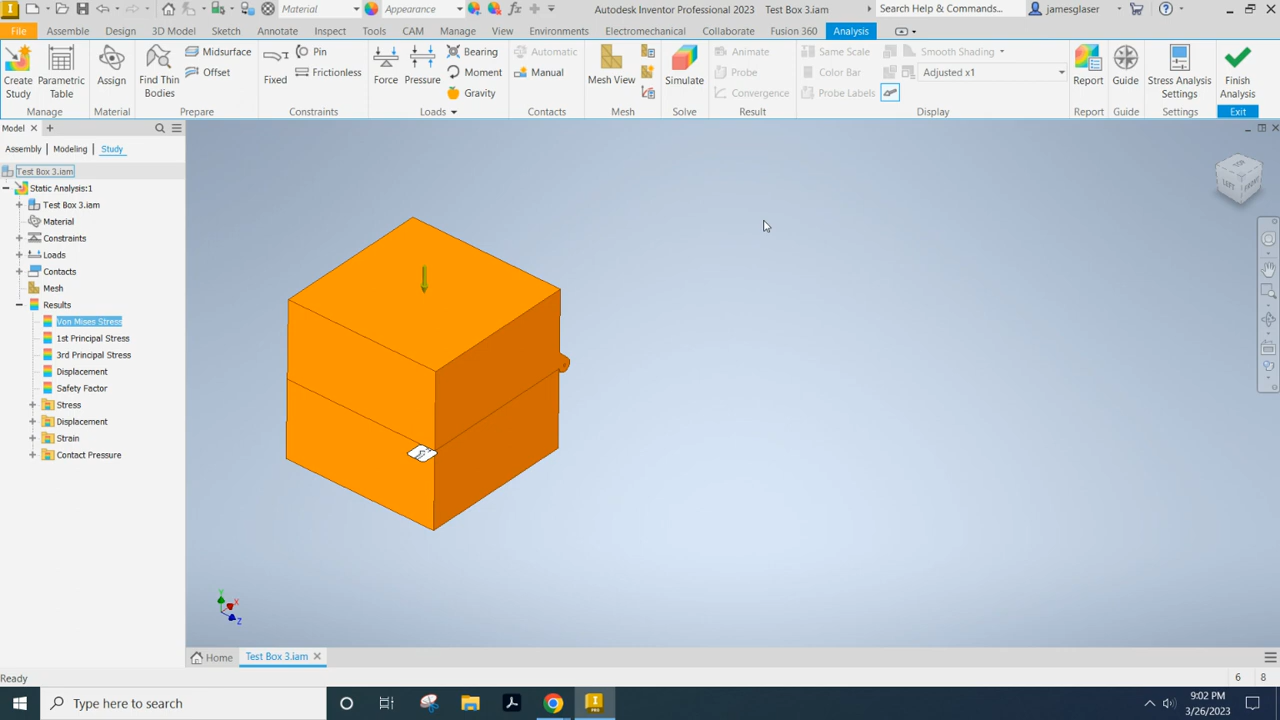 Material
Appearance
Autodesk Inventor Professional 2023 Test Box 3.iam
Search Help & Commands...
jamesglaser
File Assembly Design 3D Model Sketch Annotate Inspect Tools CAM Manage View Environments Electromechanical Collaborate Fusion 360 Analysis
Create Study
Parametric Table
Manage
Assign
Material
Find Thin Bodies
Midsurface
Offset
Prepare
Fixed
Pin
Frictionless
Constraints
Force
Pressure
Bearing
Moment
Gravity
Loads
Automatic
Manual
Contacts
Mesh View
Mesh
Simulate
Solve
Animate
Probe
Convergence
Result
Same Scale
Color Bar
Probe Labels
Smooth Shading
Adjusted x1
Display
Report
Report
Guide
Guide
Stress Analysis Settings
Settings
Finish Analysis
Exit
Model
Assembly Modeling Study
Test Box 3.iam
Static Analysis:1
Test Box 3.iam
Material
Constraints
Loads
Contacts
Mesh
Results
Von Mises Stress
1st Principal Stress
3rd Principal Stress
Displacement
Safety Factor
Stress
Displacement
Strain
Contact Pressure
TOP
LEFT
FRONT
Y
X
Z
Home
Test Box 3.iam
Ready
6 8
Type here to search
PRO
9:02 PM
3/26/2023